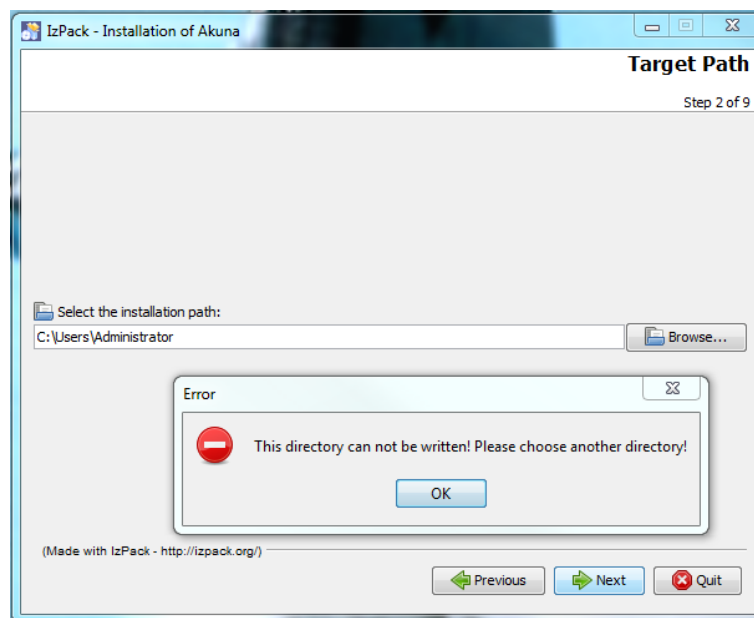 IzPack - Installation of Akuna
Target Path
Step 2 of 9
Select the installation path:
C:\Users\Administrator
Browse...
Error
This directory can not be written! Please choose another directory!
OK
(Made with IzPack - http://izpack.org/)
Previous
Next
Quit